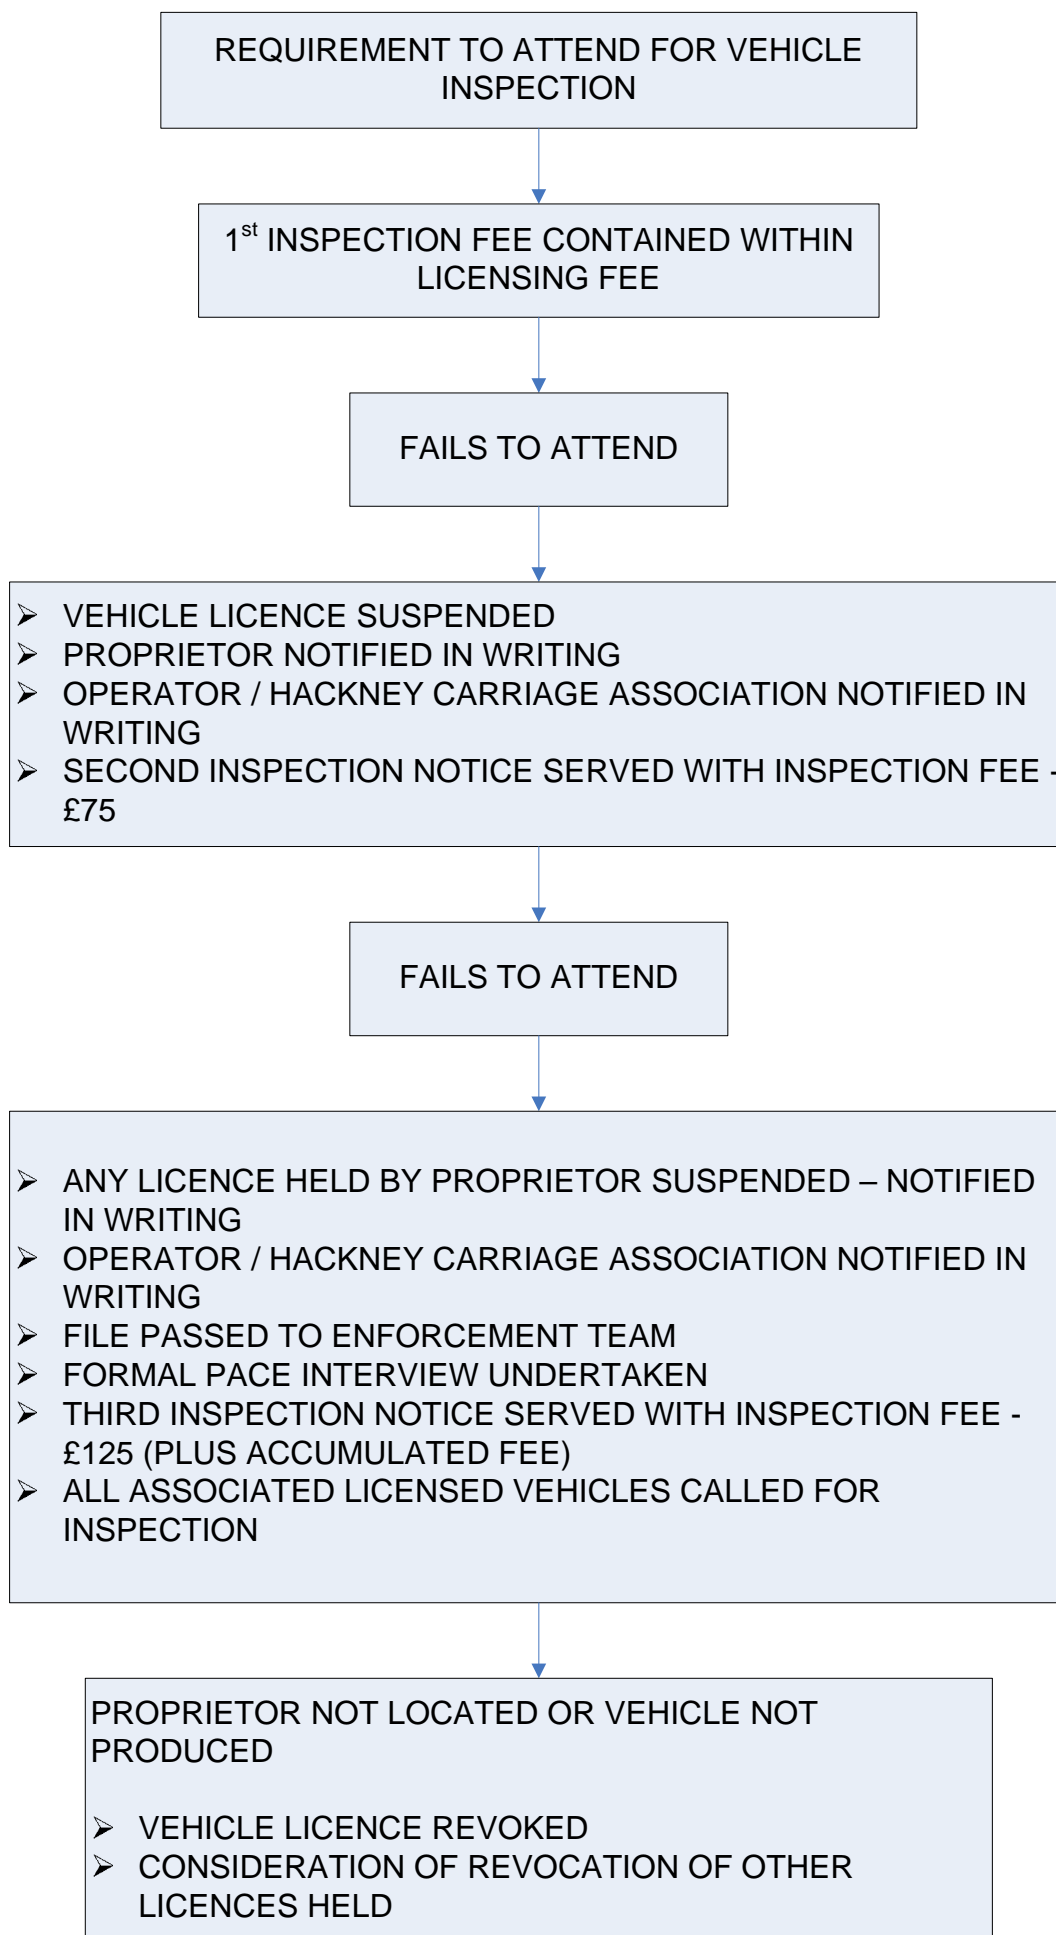 REQUIREMENT TO ATTEND FOR VEHICLE
INSPECTION
1st INSPECTION FEE CONTAINED WITHIN
LICENSING FEE
FAILS TO ATTEND
➢ VEHICLE LICENCE SUSPENDED
➢ PROPRIETOR NOTIFIED IN WRITING
➢ OPERATOR / HACKNEY CARRIAGE ASSOCIATION NOTIFIED IN
WRITING
➢ SECOND INSPECTION NOTICE SERVED WITH INSPECTION FEE -
£75
FAILS TO ATTEND
➢ ANY LICENCE HELD BY PROPRIETOR SUSPENDED – NOTIFIED
IN WRITING
➢ OPERATOR / HACKNEY CARRIAGE ASSOCIATION NOTIFIED IN
WRITING
➢ FILE PASSED TO ENFORCEMENT TEAM
➢ FORMAL PACE INTERVIEW UNDERTAKEN
➢ THIRD INSPECTION NOTICE SERVED WITH INSPECTION FEE -
£125 (PLUS ACCUMULATED FEE)
➢ ALL ASSOCIATED LICENSED VEHICLES CALLED FOR
INSPECTION
PROPRIETOR NOT LOCATED OR VEHICLE NOT
PRODUCED
➢ VEHICLE LICENCE REVOKED
➢ CONSIDERATION OF REVOCATION OF OTHER
LICENCES HELD